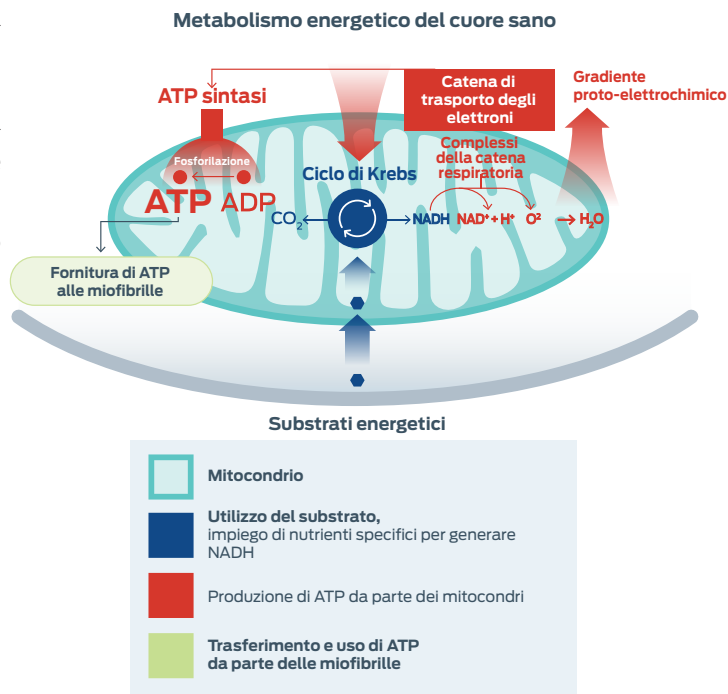 Metabolismo energetico del cuore sano
ATP sintasi
Catena di
trasporto degli
elettroni
Gradiente
proto-elettrochimico
Fosforilazione
ATP ADP
Complessi
della catena
respiratoria
Ciclo di Krebs
CO2
NADH NAD⁺ + H⁺ O² → H2O
Fornitura di ATP
alle miofibrille
Substrati energetici
Mitocondrio
Utilizzo del substrato,
impiego di nutrienti specifici per generare
NADH
Produzione di ATP da parte dei mitocondri
Trasferimento e uso di ATP
da parte delle miofibrille